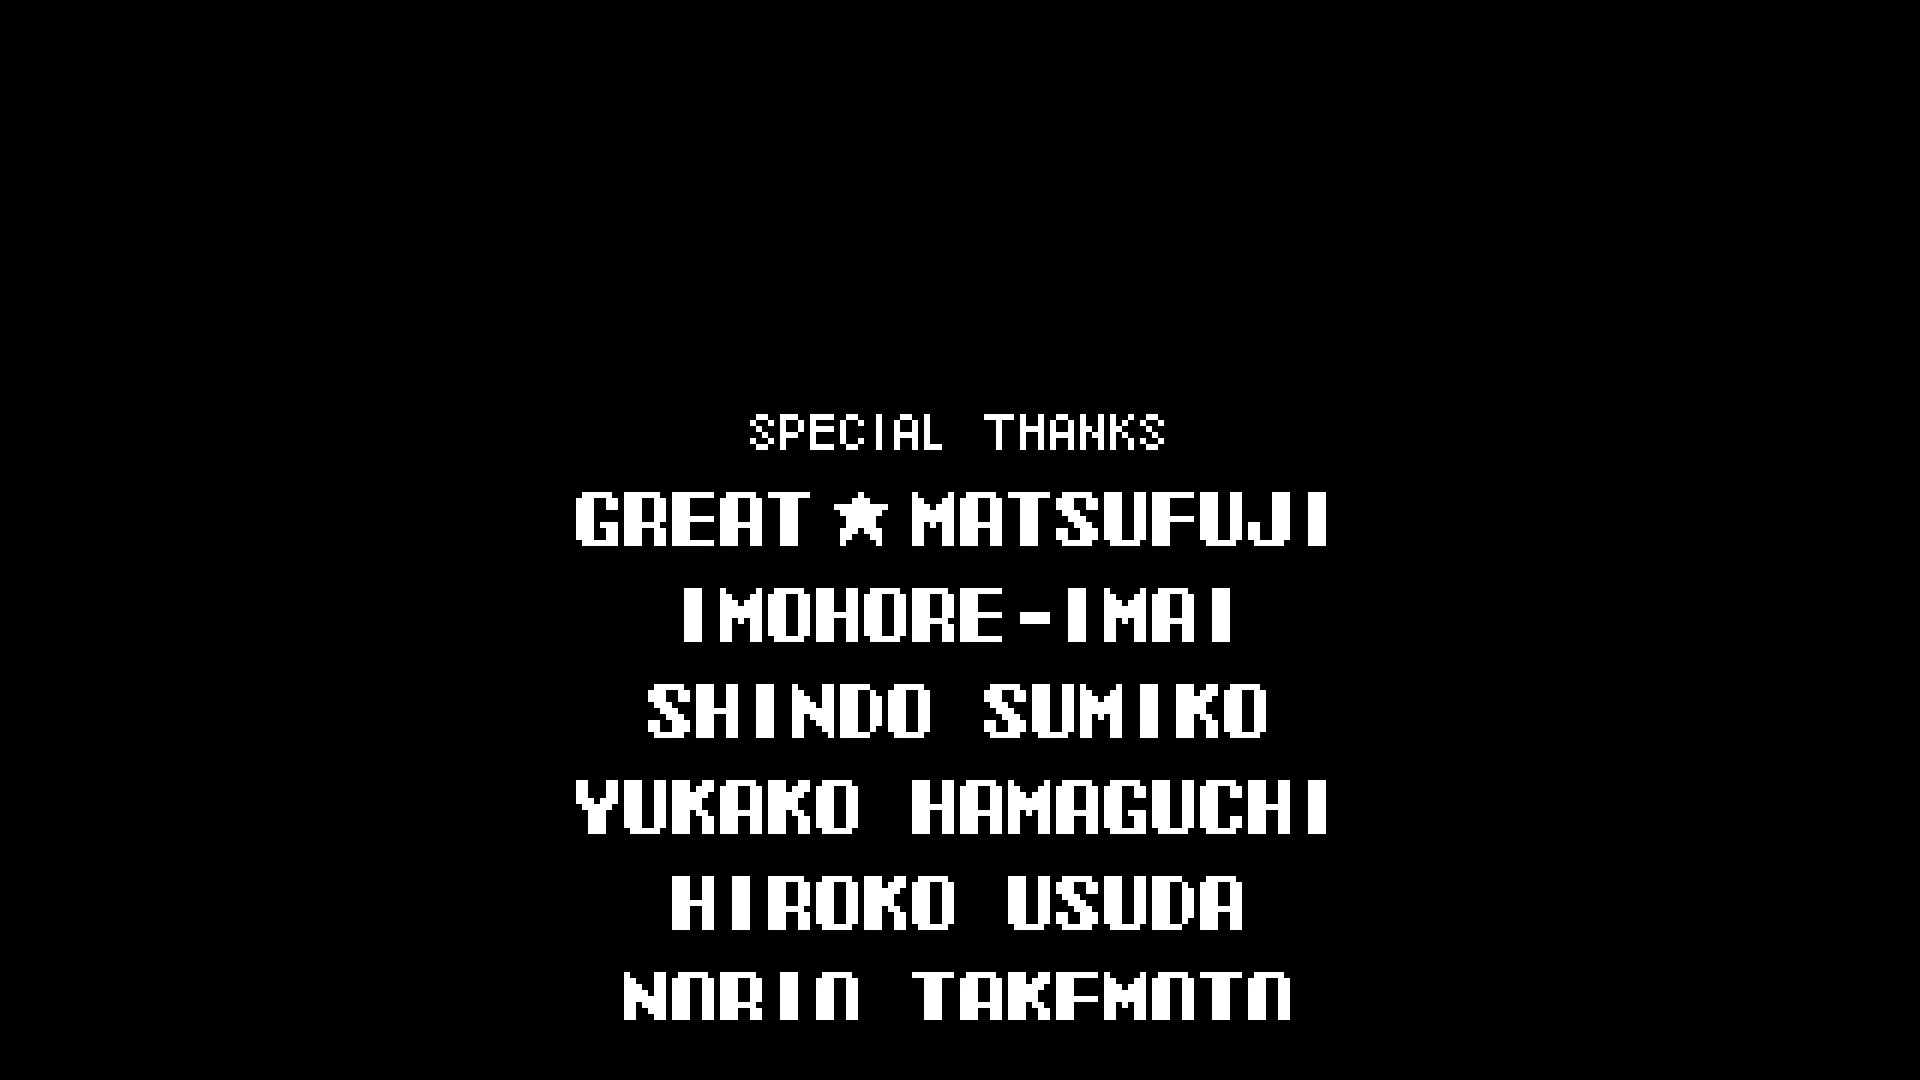 SPECIAL THANKS
GREAT★MATSUFUJI
IMOHORE-IMAI
SHINDO SUMIKO
YUKAKO HAMAGUCHI
HIROKO USUDA
NORIO TAKEMOTO